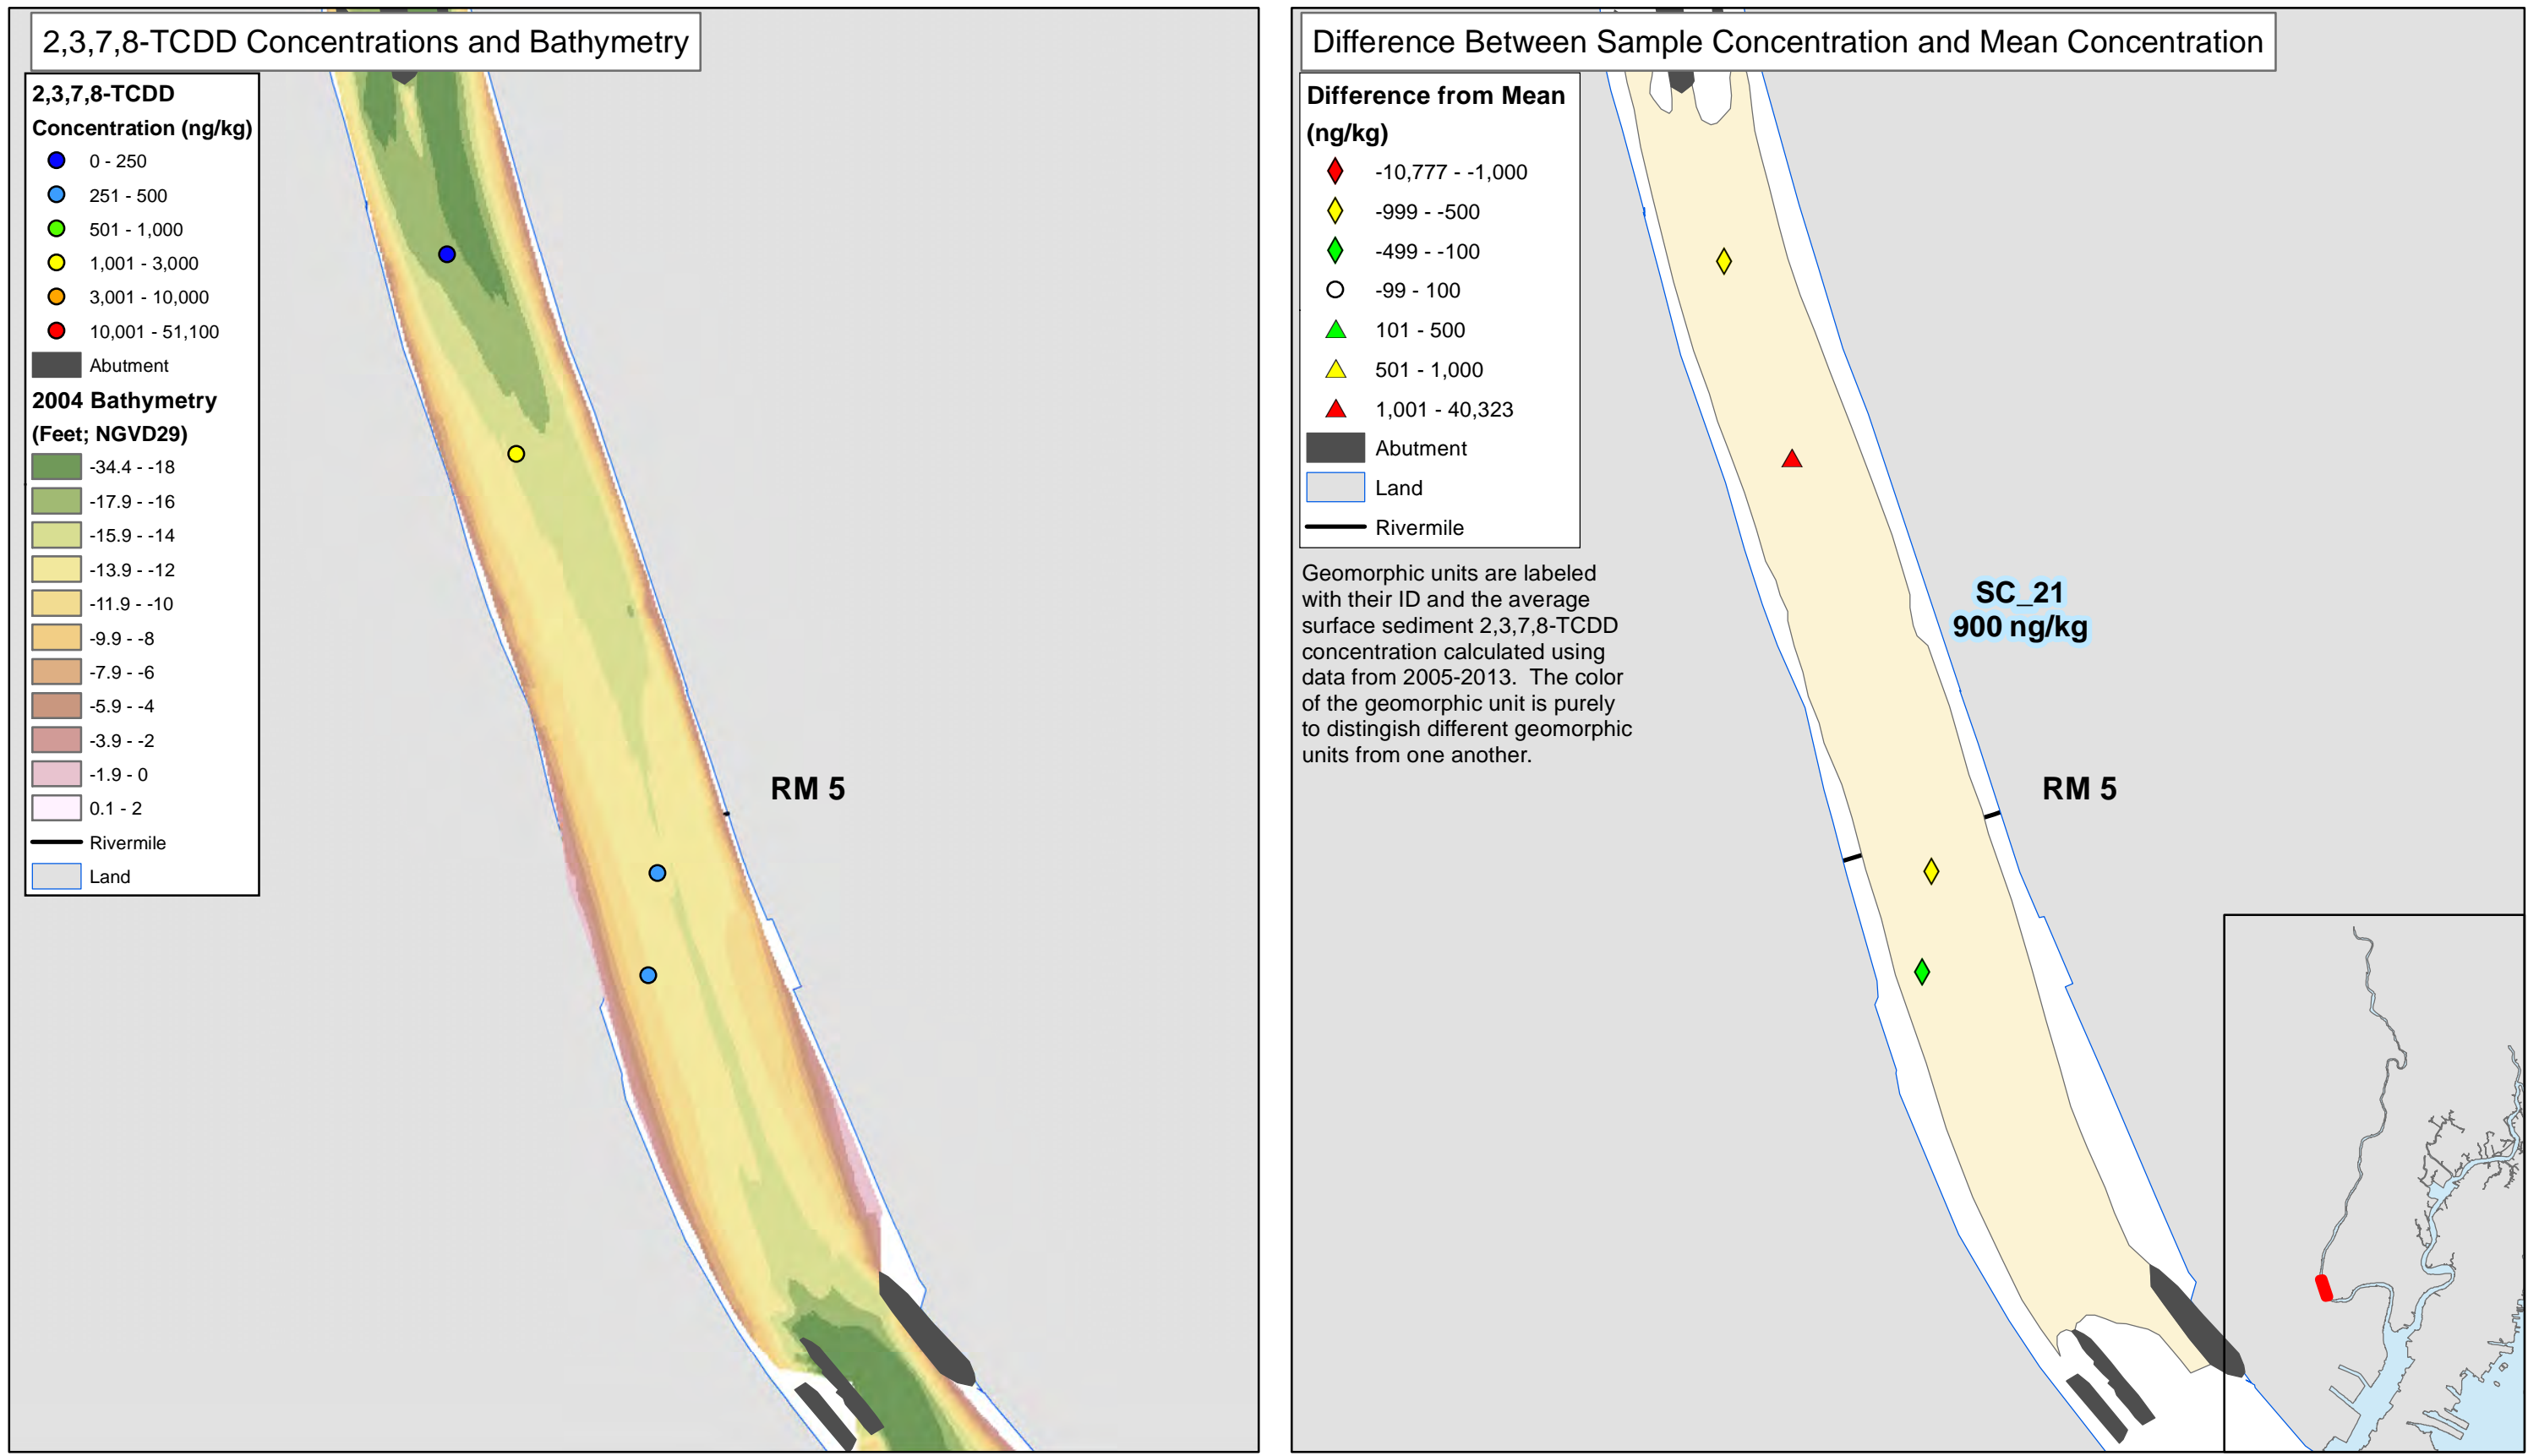 2,3,7,8-TCDD Concentrations and Bathymetry
2,3,7,8-TCDD
Concentration (ng/kg)
0 - 250
251 - 500
501 - 1,000
1,001 - 3,000
3,001 - 10,000
10,001 - 51,100
Abutment
2004 Bathymetry
(Feet; NGVD29)
-34.4 - -18
-17.9 - -16
-15.9 - -14
-13.9 - -12
-11.9 - -10
-9.9 - -8
-7.9 - -6
-5.9 - -4
-3.9 - -2
-1.9 - 0
0.1 - 2
Rivermile
Land
RM 5
Difference Between Sample Concentration and Mean Concentration
Difference from Mean
(ng/kg)
-10,777 - -1,000
-999 - -500
-499 - -100
-99 - 100
101 - 500
501 - 1,000
1,001 - 40,323
Abutment
Land
Rivermile
Geomorphic units are labeled
with their ID and the average
surface sediment 2,3,7,8-TCDD
concentration calculated using
data from 2005-2013.  The color
of the geomorphic unit is purely
to distingish different geomorphic
units from one another.
SC_21
900 ng/kg
RM 5